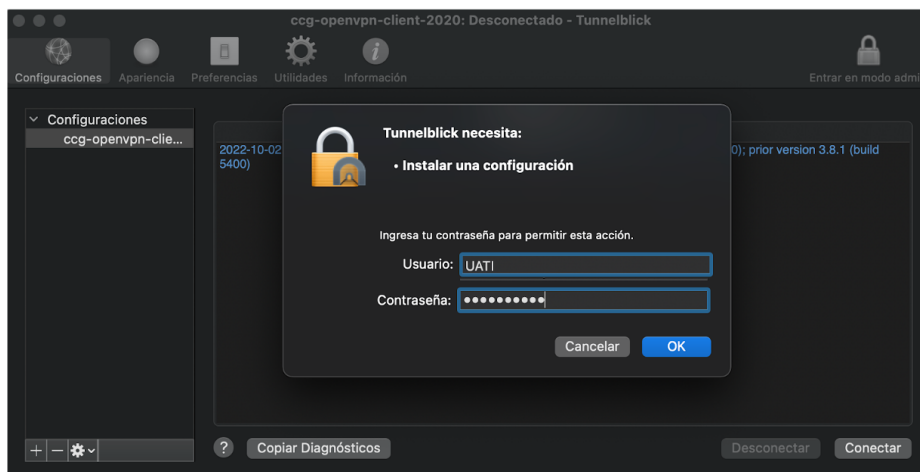 ccg-openvpn-client-2020: Desconectado - Tunnelblick
Configuraciones Apariencia Preferencias Utilidades Información Entrar en modo admi
Configuraciones
ccg-openvpn-clie...
2022-10-02
0); prior version 3.8.1 (build
5400)
Tunnelblick necesita:
• Instalar una configuración
Ingresa tu contraseña para permitir esta acción.
Usuario: UATI
Contraseña: ●●●●●●●●●●
Cancelar OK
? Copiar Diagnósticos Desconectar Conectar